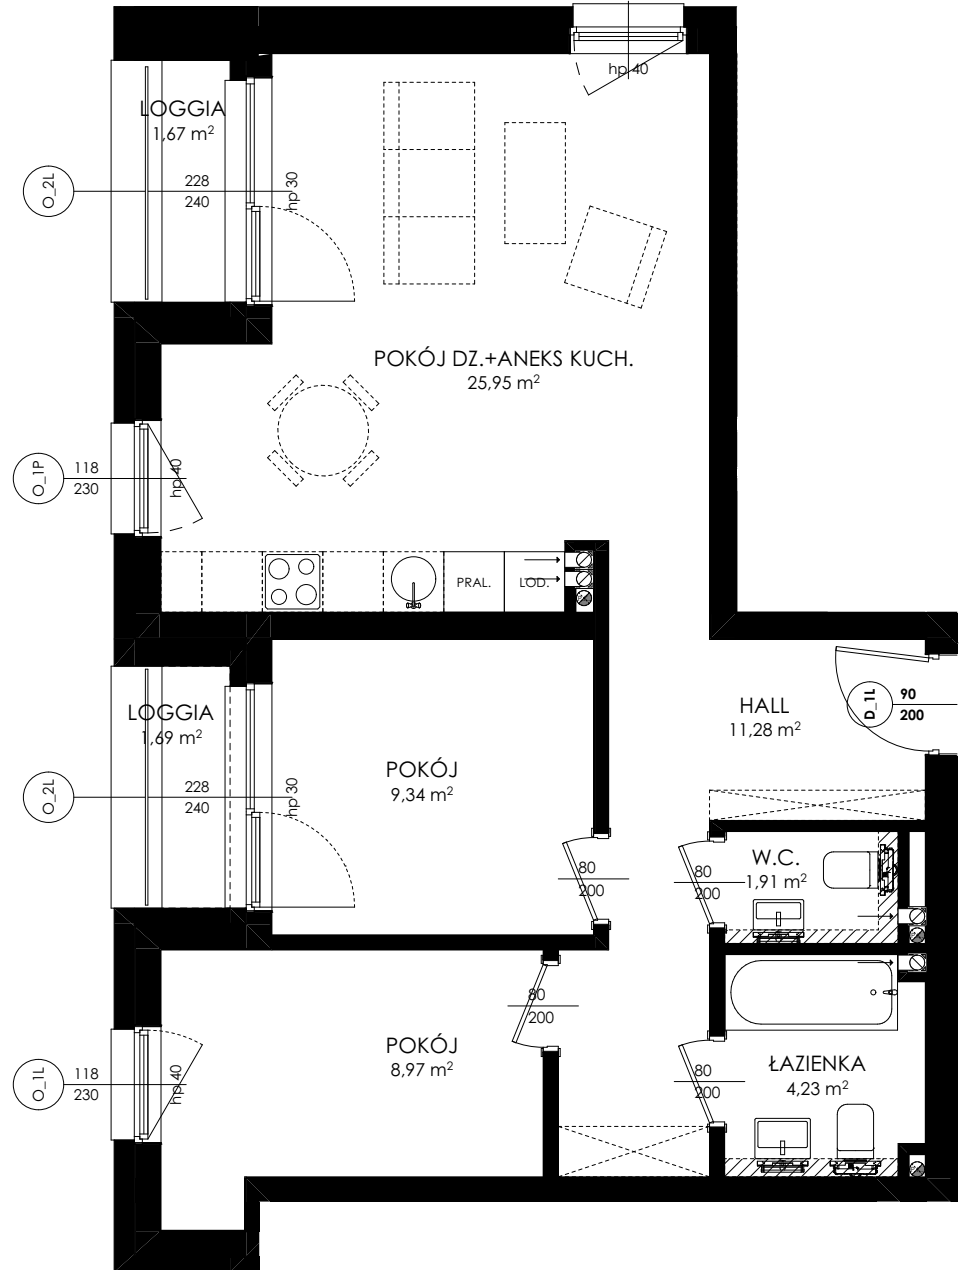 hp 40
LOGGIA
1,67 m²
O_2L
228
240
hp 30
POKÓJ DZ.+ANEKS KUCH.
25,95 m²
O_1P
118
230
hp 40
PRAL.
LOD.
LOGGIA
1,69 m²
O_2L
228
240
hp 30
POKÓJ
9,34 m²
HALL
11,28 m²
D_1L
90
200
80
200
80
200
W.C.
1,91 m²
80
200
POKÓJ
8,97 m²
O_1L
118
230
hp 40
80
200
ŁAZIENKA
4,23 m²